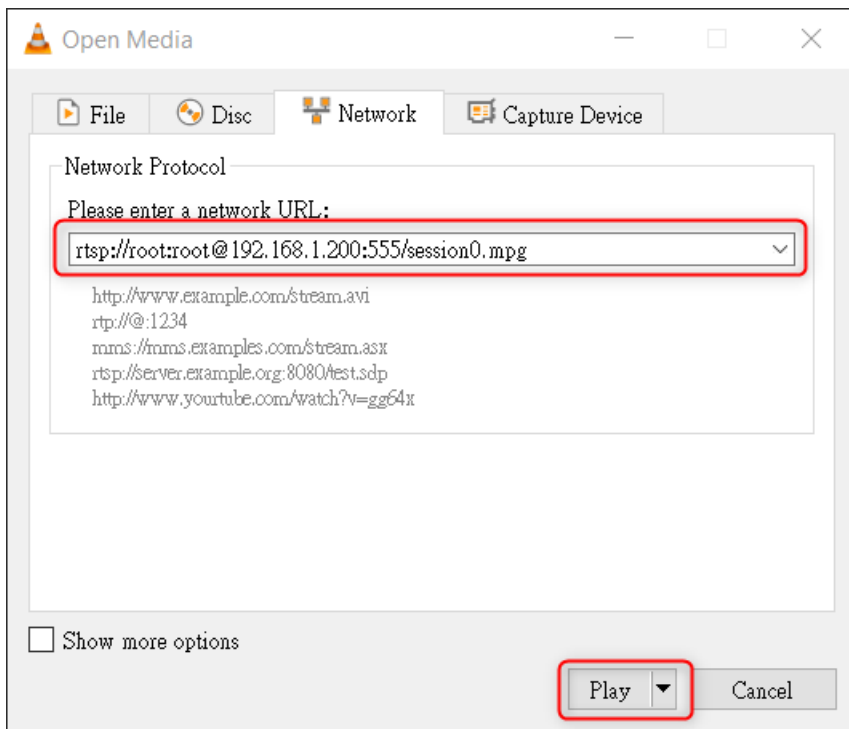 Open Media
File Disc Network Capture Device
Network Protocol
Please enter a network URL:
rtsp://root:root@192.168.1.200:555/session0.mpg
http://www.example.com/stream.avi
rtp://@:1234
mms://mms.examples.com/stream.asx
rtsp://server.example.org:8080/test.sdp
http://www.yourtube.com/watch?v=gg64x
Show more options
Play Cancel